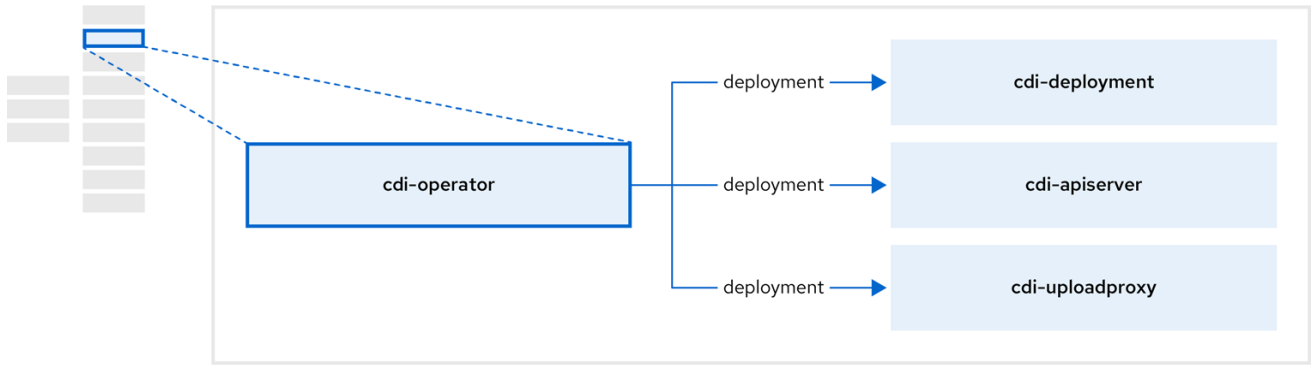 deployment
cdi-deployment
cdi-operator
deployment
cdi-apiserver
deployment
cdi-uploadproxy